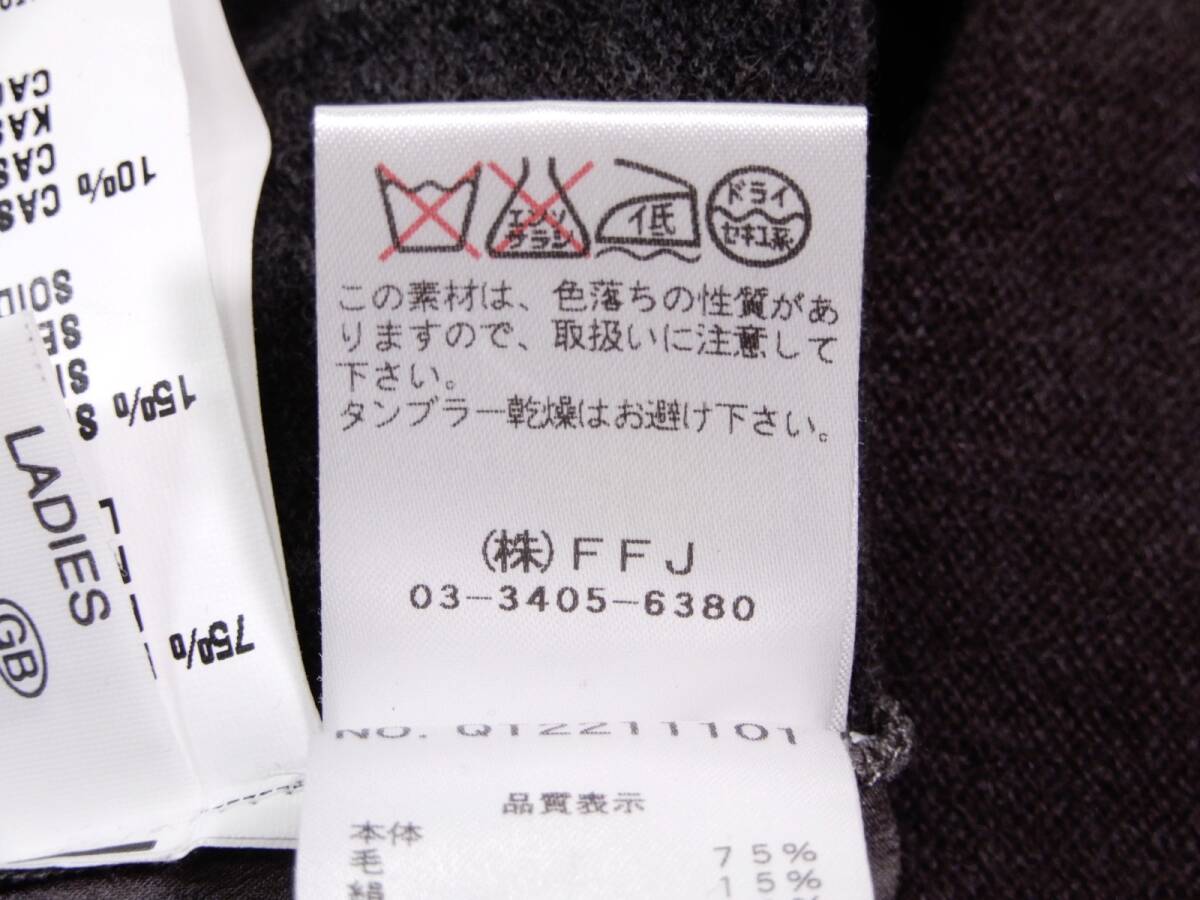 エンソ
サラシ
イ低
ドライ
セキユ系
この素材は、色落ちの性質があ
りますので、取扱いに注意して
下さい。
タンブラー乾燥はお避け下さい。
(株)FFJ
03-3405-6380
NO. QT2211101
品質表示
本体
毛 75%
絹 15%
10% CAS
15% S
75%
LADIES
GB